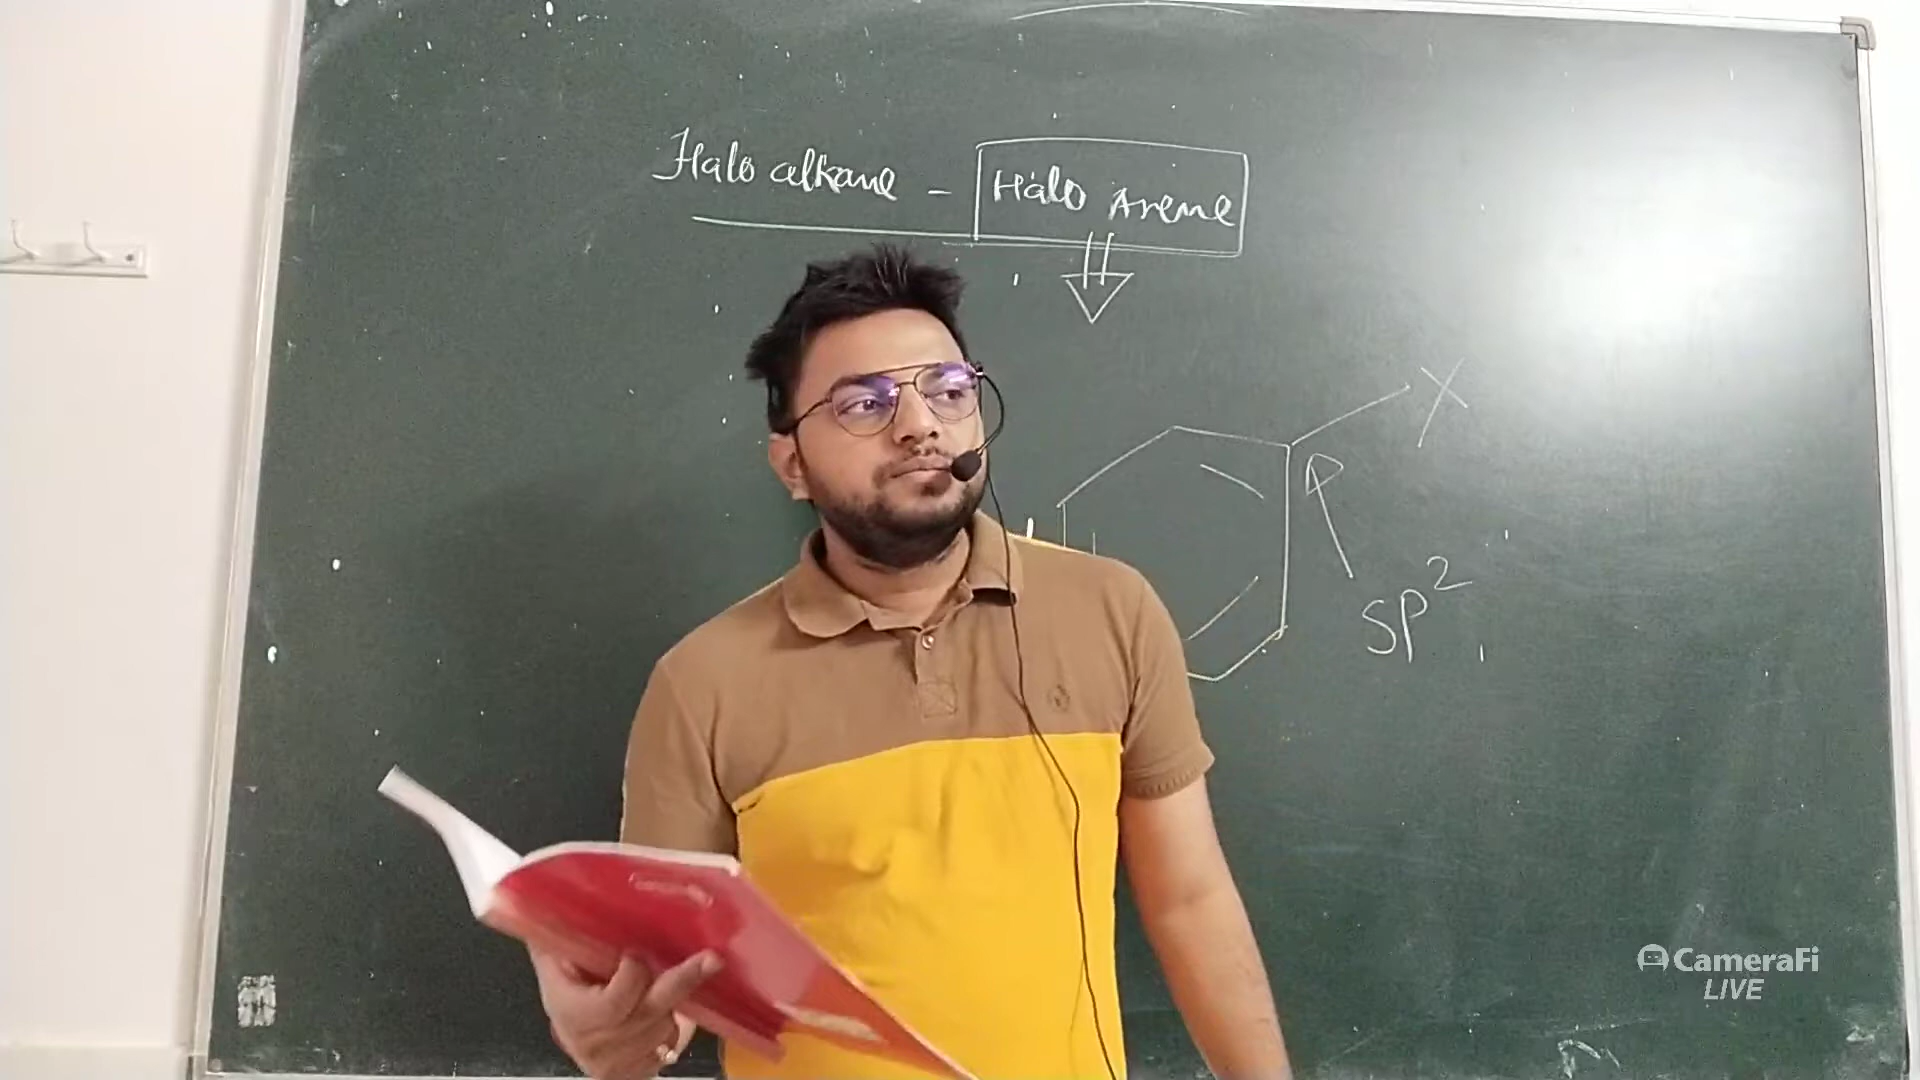 Halo alkane - Halo Arene
X
SP2
CameraFi
LIVE